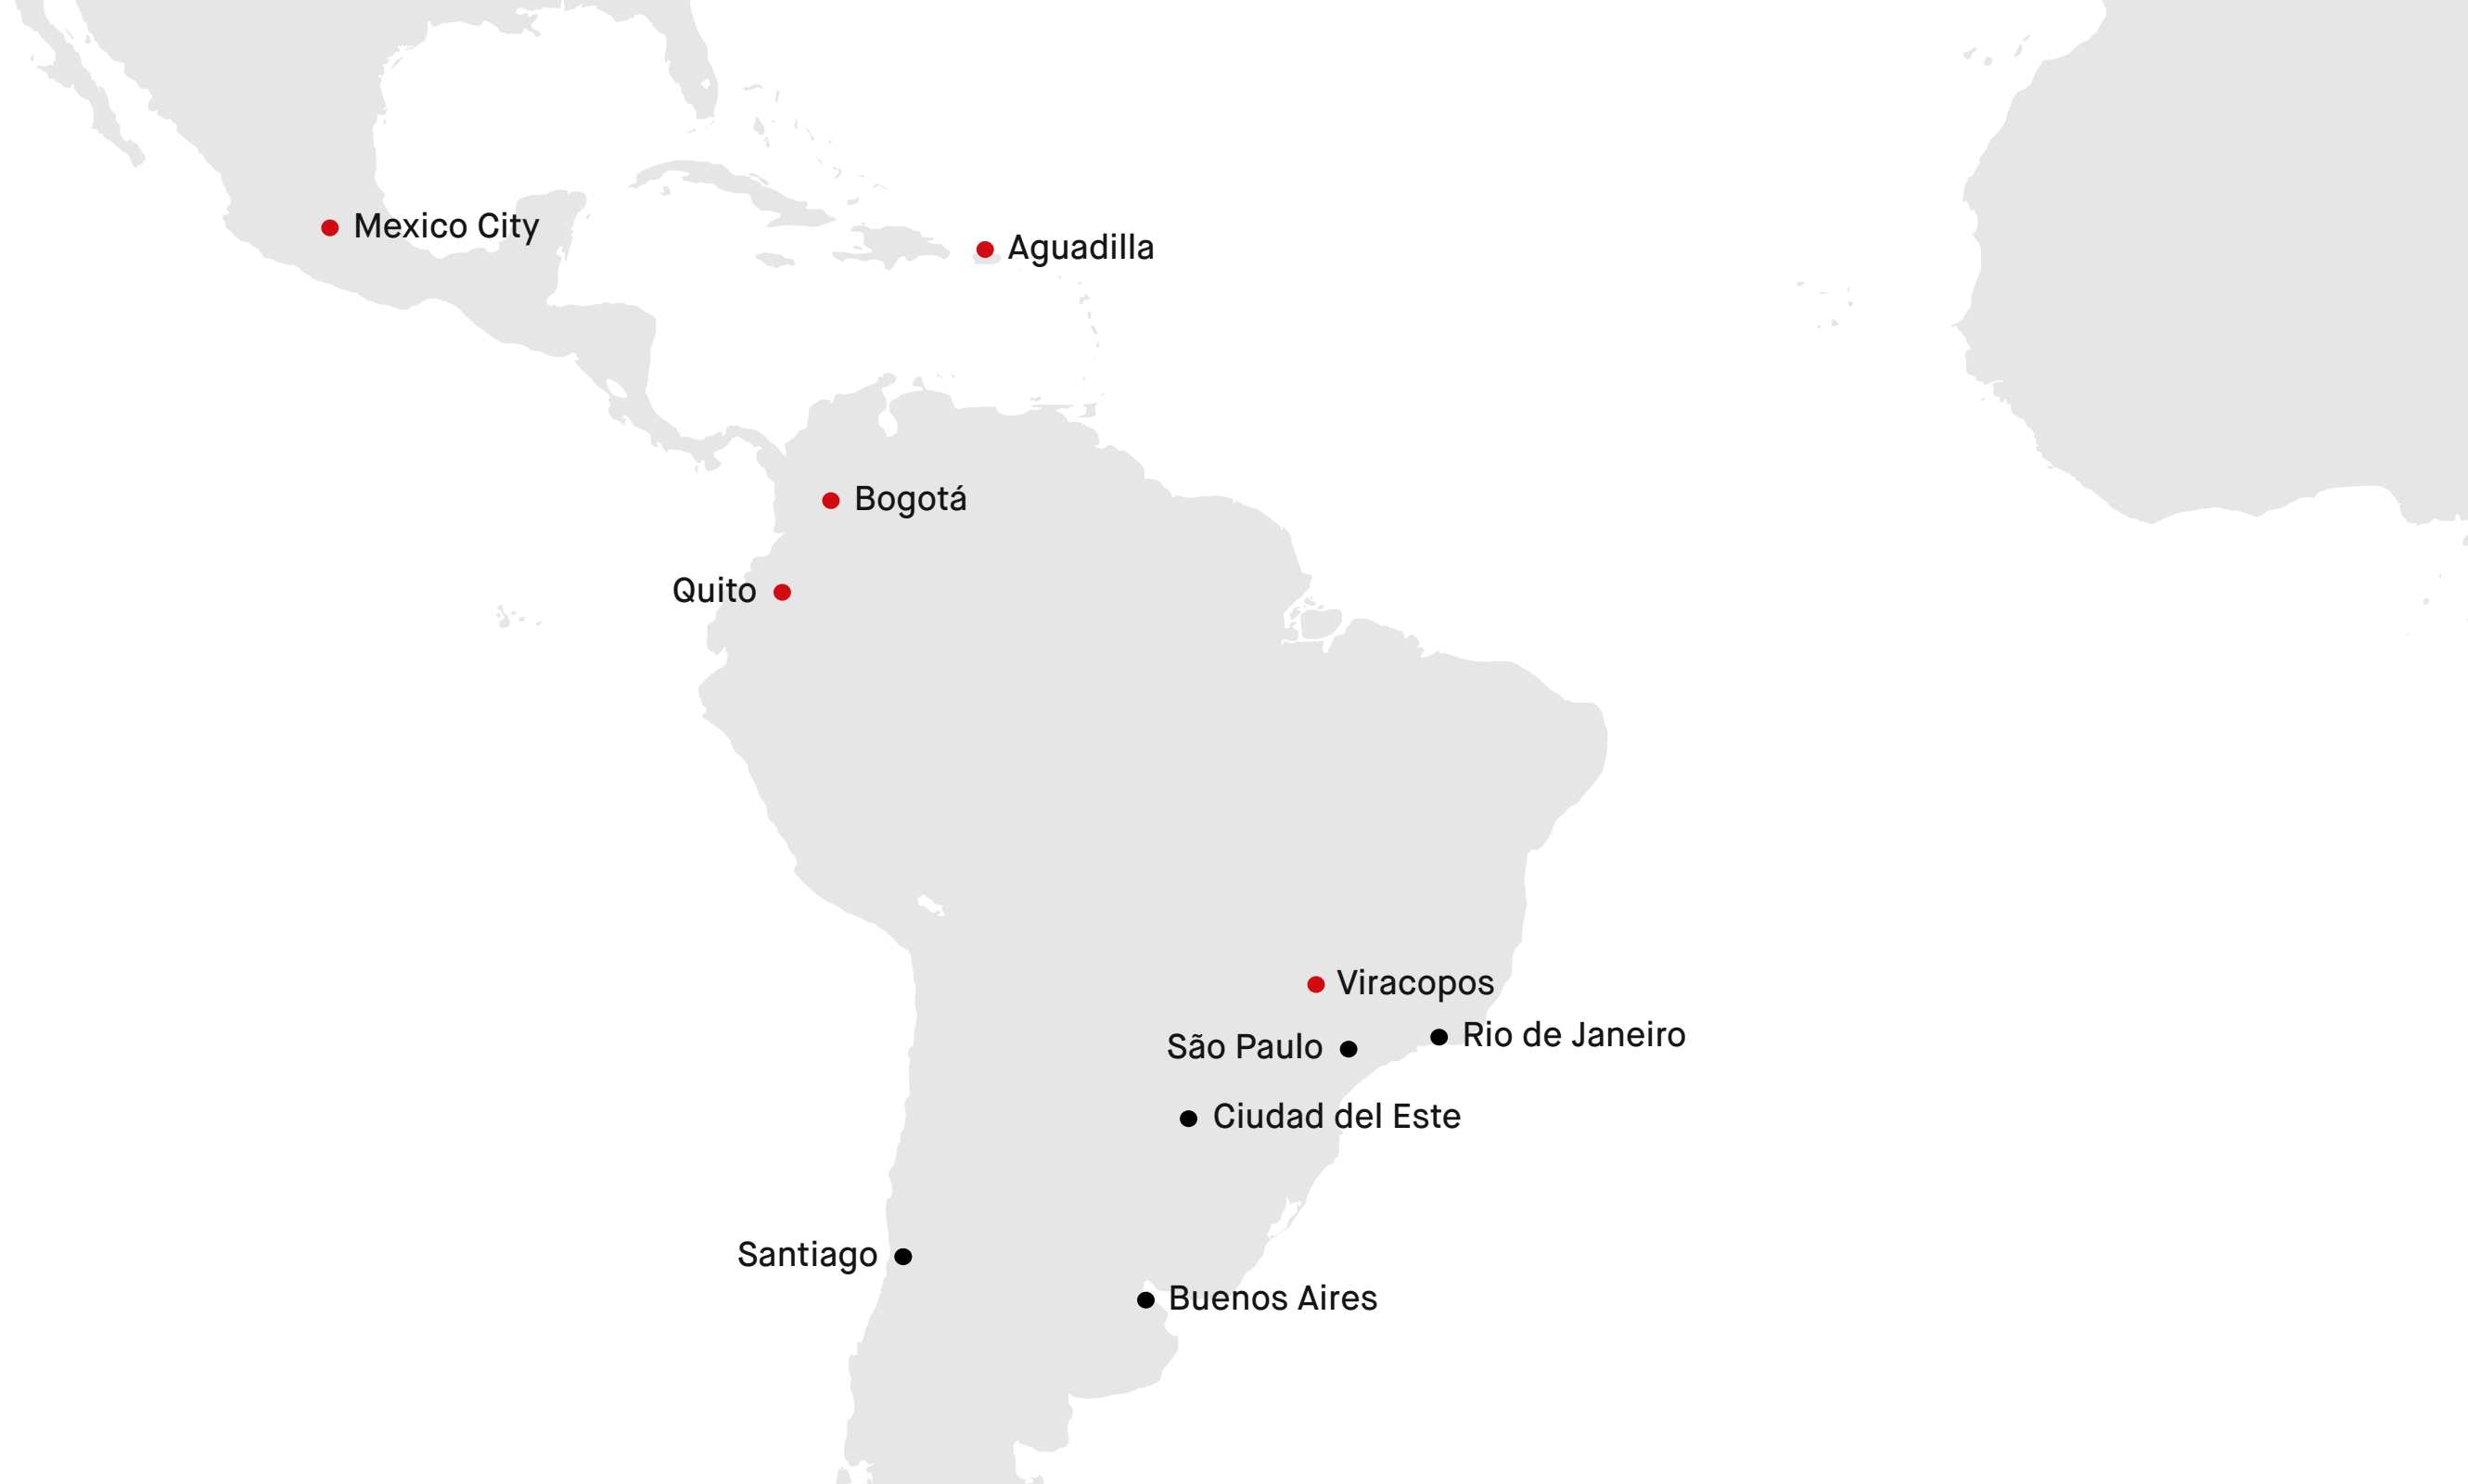 Mexico City
Aguadilla
Bogotá
Quito
Viracopos
Rio de Janeiro
São Paulo
Ciudad del Este
Santiago
Buenos Aires